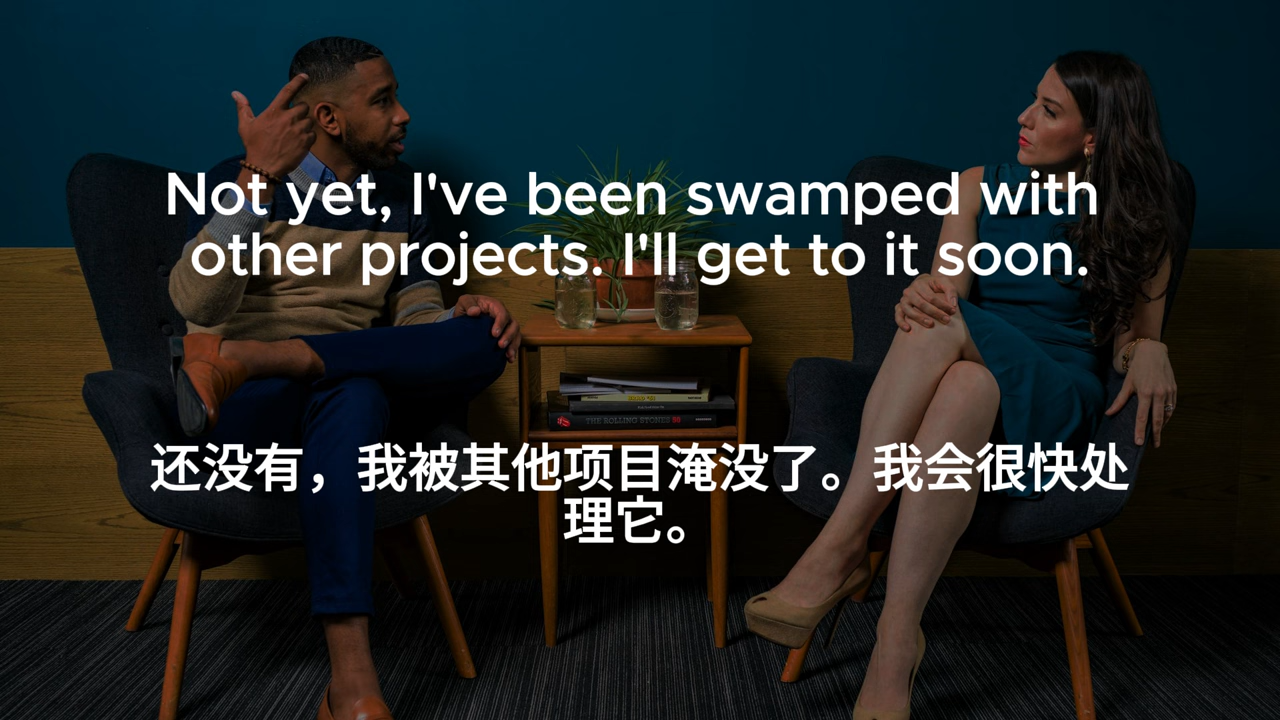 Not yet, I've been swamped with
other projects. I'll get to it soon.
THE ROLLING STONES
还没有，我被其他项目淹没了。我会很快处
理它。